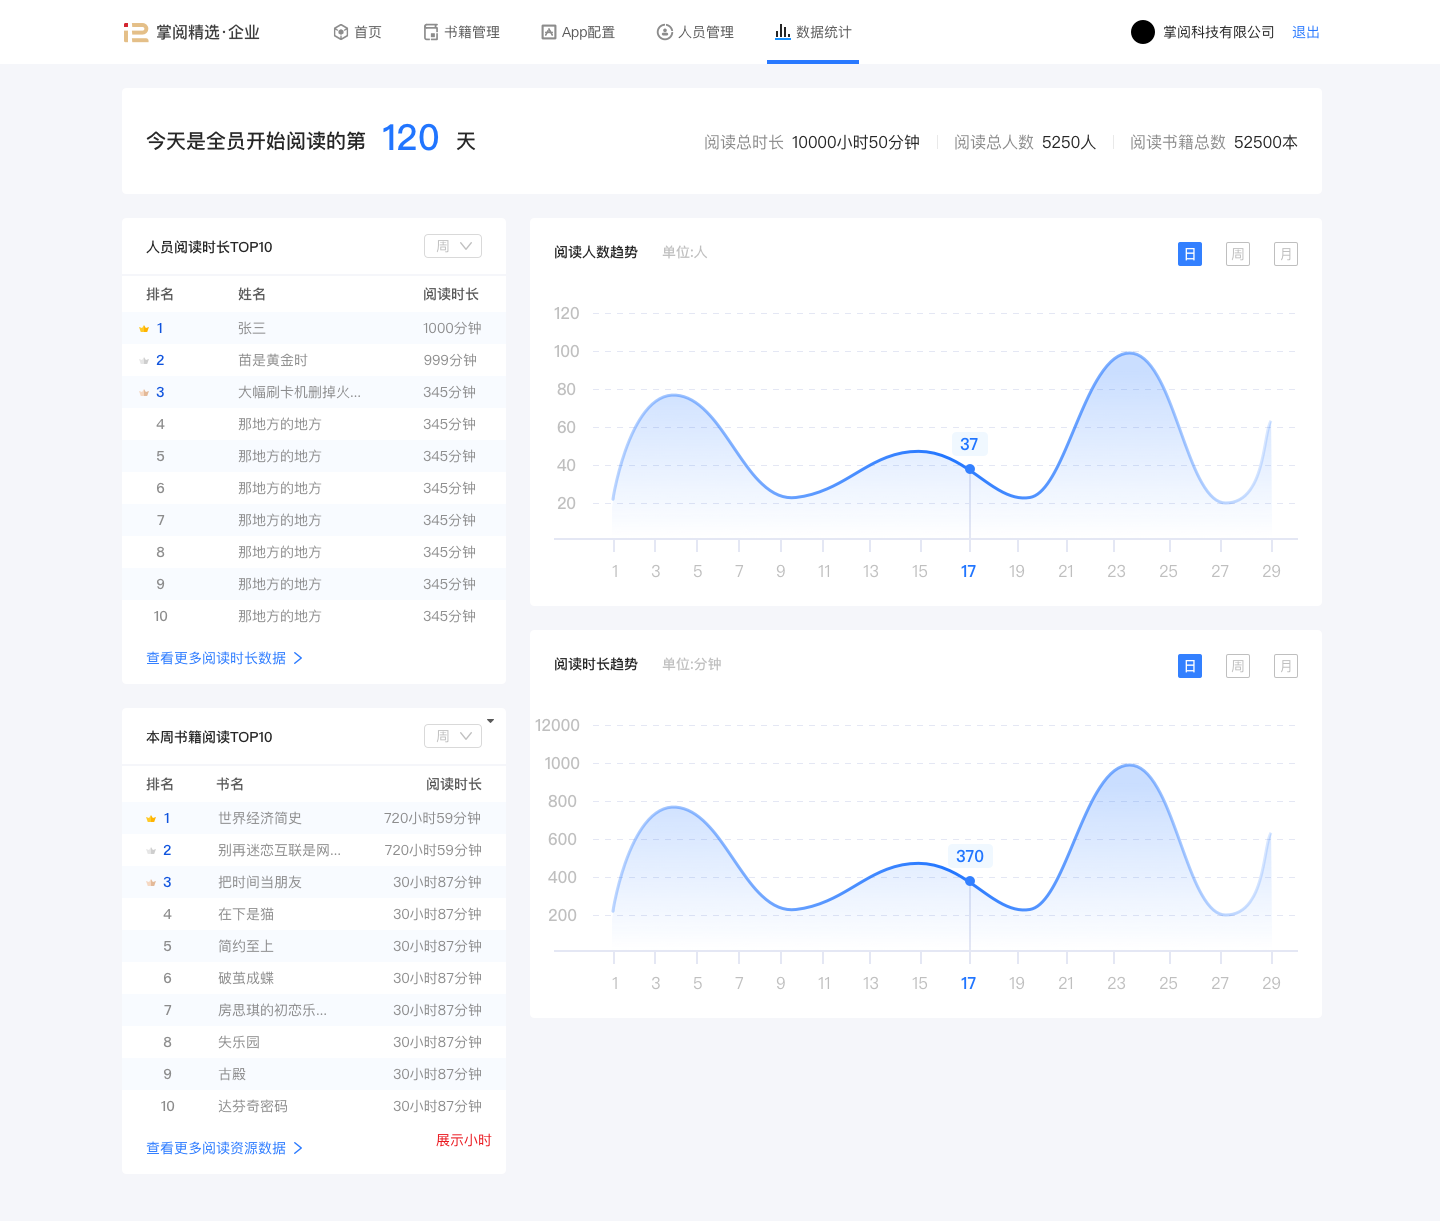 掌阅精选·企业 首页 书籍管理 App配置 人员管理 数据统计 掌阅科技有限公司 退出
今天是全员开始阅读的第 120 天 阅读总时长 10000小时50分钟 阅读总人数 5250人 阅读书籍总数 52500本
人员阅读时长TOP10 周
排名 姓名 阅读时长
1 张三 1000分钟
2 苗是黄金时 999分钟
3 大幅刷卡机删掉火... 345分钟
4 那地方的地方 345分钟
5 那地方的地方 345分钟
6 那地方的地方 345分钟
7 那地方的地方 345分钟
8 那地方的地方 345分钟
9 那地方的地方 345分钟
10 那地方的地方 345分钟
查看更多阅读时长数据
阅读人数趋势 单位:人 日 周 月
120
100
80
60
40
20
37
1 3 5 7 9 11 13 15 17 19 21 23 25 27 29
本周书籍阅读TOP10 周
排名 书名 阅读时长
1 世界经济简史 720小时59分钟
2 别再迷恋互联是网... 720小时59分钟
3 把时间当朋友 30小时87分钟
4 在下是猫 30小时87分钟
5 简约至上 30小时87分钟
6 破茧成蝶 30小时87分钟
7 房思琪的初恋乐... 30小时87分钟
8 失乐园 30小时87分钟
9 古殿 30小时87分钟
10 达芬奇密码 30小时87分钟
查看更多阅读资源数据 展示小时
阅读时长趋势 单位:分钟 日 周 月
12000
1000
800
600
400
200
370
1 3 5 7 9 11 13 15 17 19 21 23 25 27 29